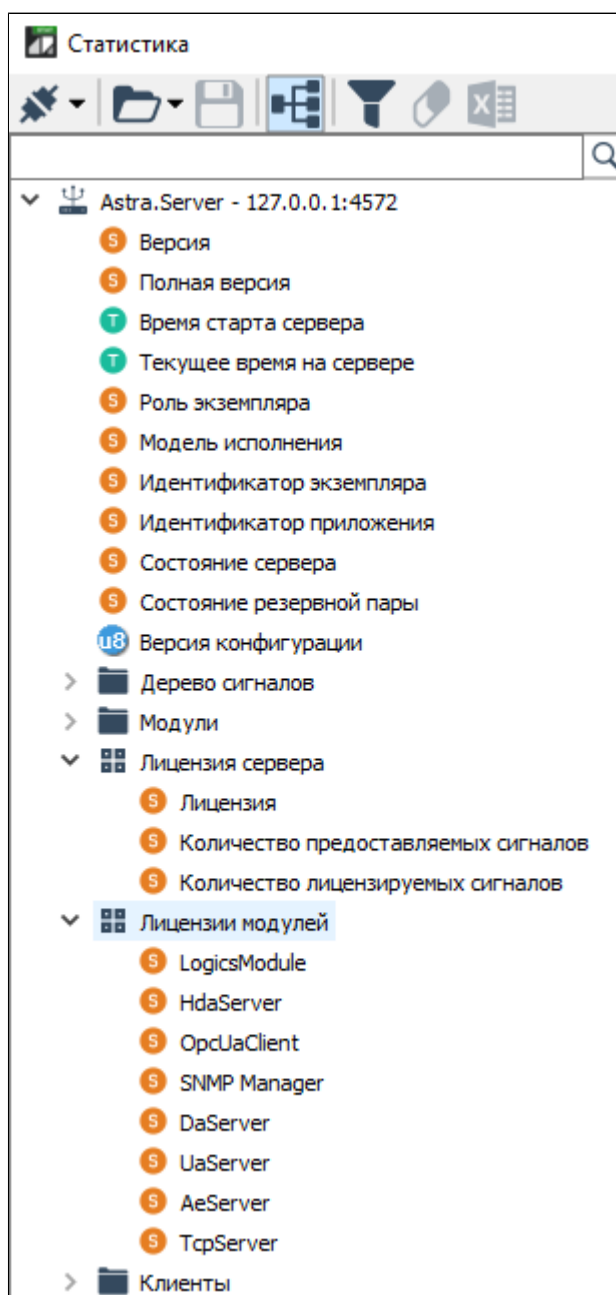 Статистика
Astra.Server - 127.0.0.1:4572
S Версия
S Полная версия
T Время старта сервера
T Текущее время на сервере
S Роль экземпляра
S Модель исполнения
S Идентификатор экземпляра
S Идентификатор приложения
S Состояние сервера
S Состояние резервной пары
u8 Версия конфигурации
Дерево сигналов
Модули
Лицензия сервера
S Лицензия
S Количество предоставляемых сигналов
S Количество лицензируемых сигналов
Лицензии модулей
S LogicsModule
S HdaServer
S OpcUaClient
S SNMP Manager
S DaServer
S UaServer
S AeServer
S TcpServer
Клиенты